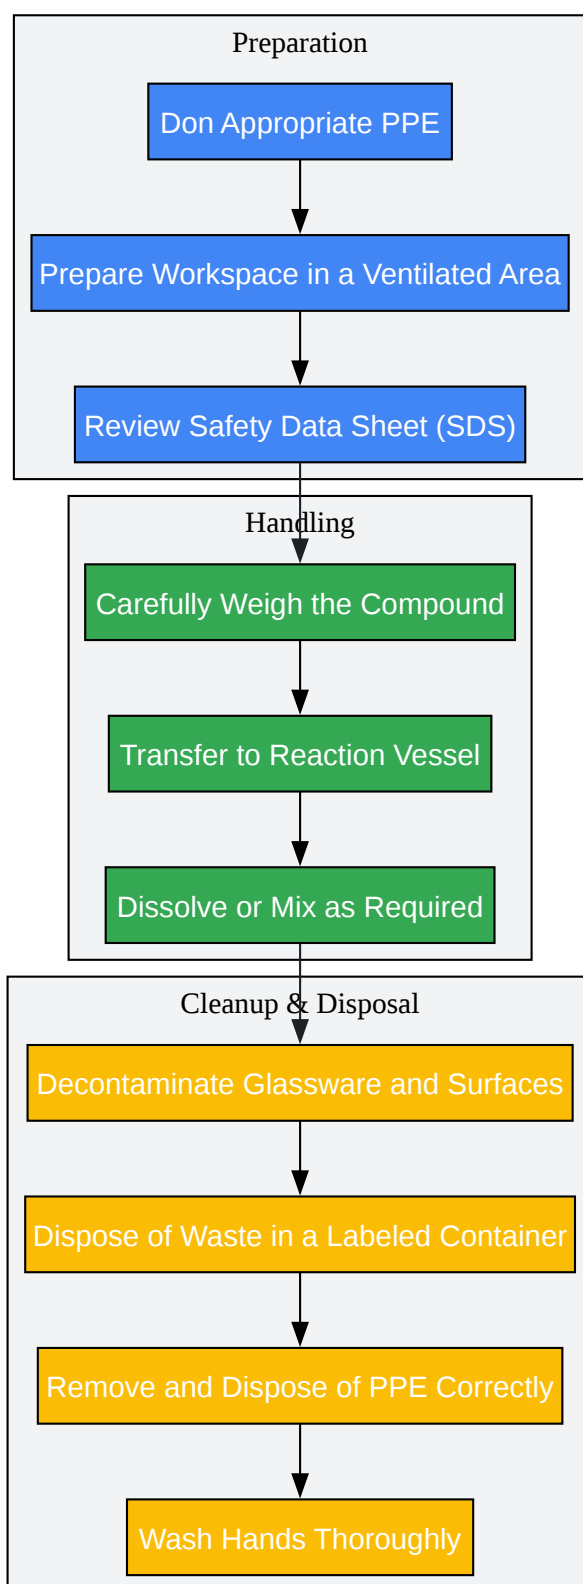 Preparation
Don Appropriate PPE
Prepare Workspace in a Ventilated Area
Review Safety Data Sheet (SDS)
Handling
Carefully Weigh the Compound
Transfer to Reaction Vessel
Dissolve or Mix as Required
Cleanup & Disposal
Decontaminate Glassware and Surfaces
Dispose of Waste in a Labeled Container
Remove and Dispose of PPE Correctly
Wash Hands Thoroughly